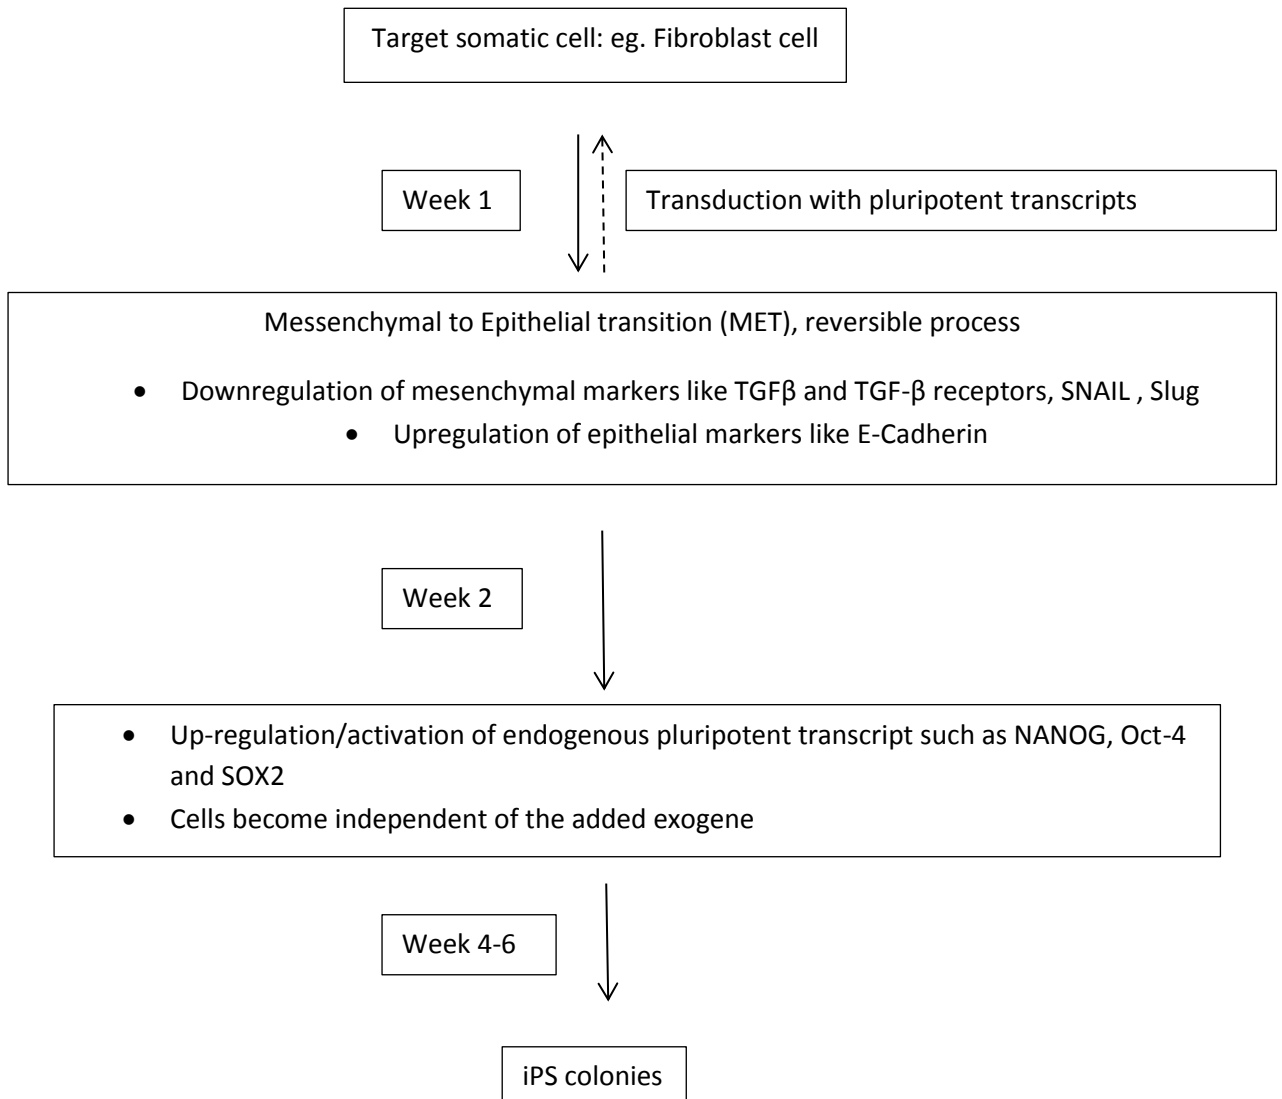 Target somatic cell: eg. Fibroblast cell
Week 1
Transduction with pluripotent transcripts
Messenchymal to Epithelial transition (MET), reversible process
• Downregulation of mesenchymal markers like TGFβ and TGF-β receptors, SNAIL , Slug
• Upregulation of epithelial markers like E-Cadherin
Week 2
• Up-regulation/activation of endogenous pluripotent transcript such as NANOG, Oct-4
and SOX2
• Cells become independent of the added exogene
Week 4-6
iPS colonies